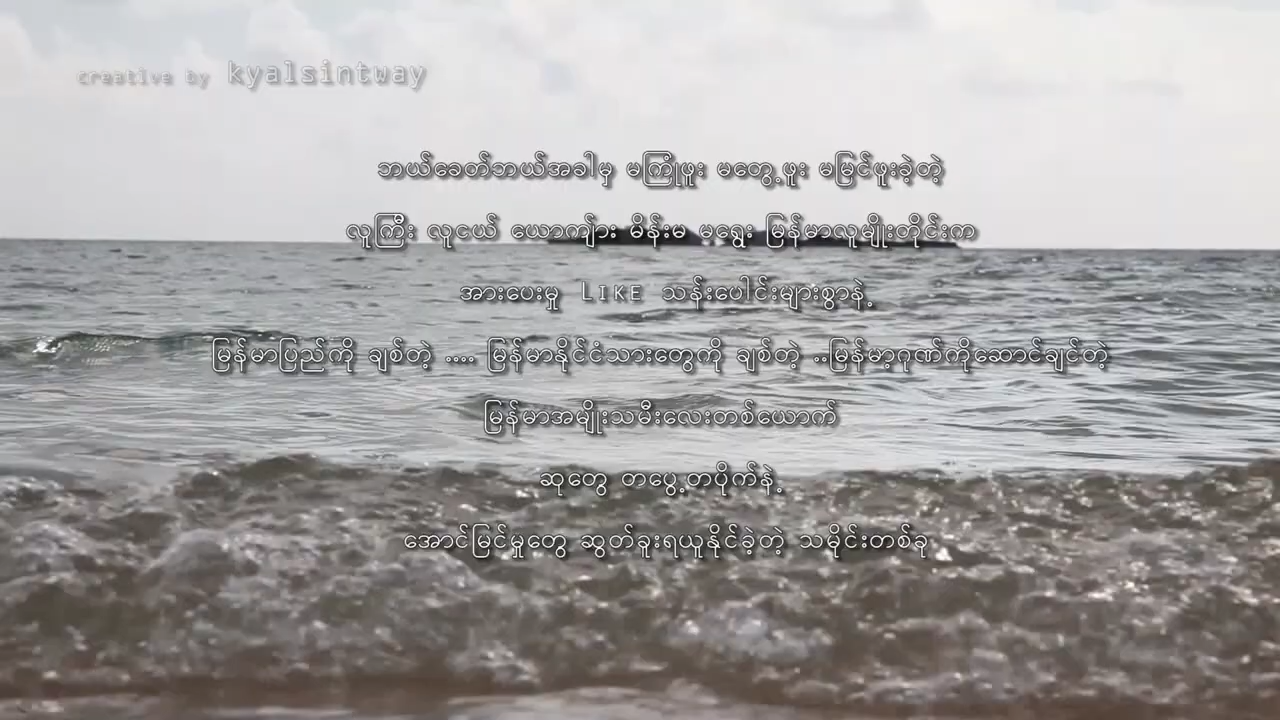 creative by kyalsintway
ဘယ်ခေတ်ဘယ်အခါမှ မကြုံဖူး မတွေ့ဖူး မမြင်ဖူးခဲ့တဲ့
လူကြီး လူငယ် ယောကျ်ား မိန်းမ မရွေး မြန်မာလူမျိုးတိုင်းက
အားပေးမှု LIKE သန်းပေါင်းများစွာနဲ့
မြန်မာပြည်ကို ချစ်တဲ့ .... မြန်မာနိုင်ငံသားတွေကို ချစ်တဲ့ ..မြန်မာ့ဂုဏ်ကိုဆောင်ချင်တဲ့
မြန်မာအမျိုးသမီးလေးတစ်ယောက်
ဆုတွေ တပွေ့တပိုက်နဲ့
အောင်မြင်မှုတွေ ဆွတ်ခူးရယူနိုင်ခဲ့တဲ့ သမိုင်းတစ်ခု